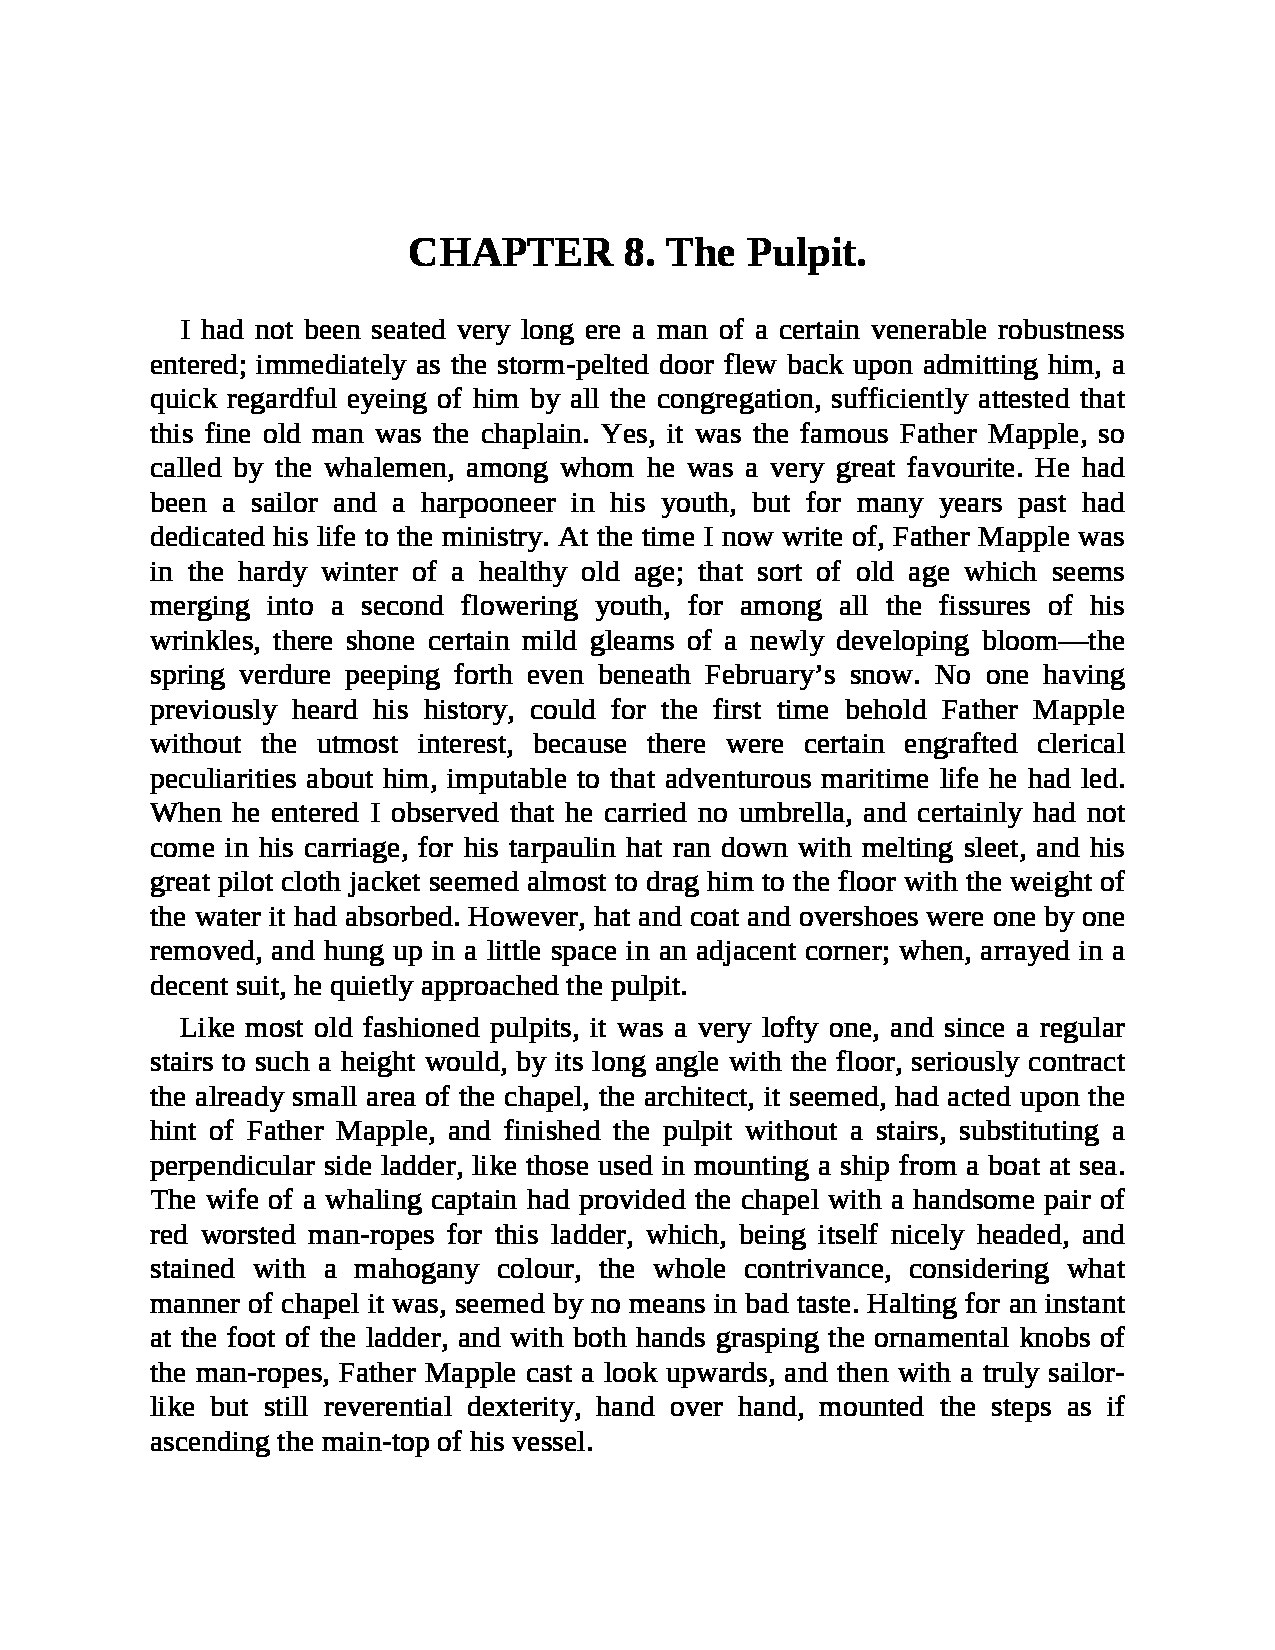 CHAPTER 8. The Pulpit.
I had not been seated very long ere a man of a certain venerable robustness
entered; immediately as the storm-pelted door flew back upon admitting him, a
quick regardful eyeing of him by all the congregation, sufficiently attested that
this fine old man was the chaplain. Yes, it was the famous Father Mapple, so
called by the whalemen, among whom he was a very great favourite. He had
been a sailor and a harpooneer in his youth, but for many years past had
dedicated his life to the ministry. At the time I now write of, Father Mapple was
in the hardy winter of a healthy old age; that sort of old age which seems
merging into a second flowering youth, for among all the fissures of his
wrinkles, there shone certain mild gleams of a newly developing bloom—the
spring verdure peeping forth even beneath February’s snow. No one having
previously heard his history, could for the first time behold Father Mapple
without the utmost interest, because there were certain engrafted clerical
peculiarities about him, imputable to that adventurous maritime life he had led.
When he entered I observed that he carried no umbrella, and certainly had not
come in his carriage, for his tarpaulin hat ran down with melting sleet, and his
great pilot cloth jacket seemed almost to drag him to the floor with the weight of
the water it had absorbed. However, hat and coat and overshoes were one by one
removed, and hung up in a little space in an adjacent corner; when, arrayed in a
decent suit, he quietly approached the pulpit.
Like most old fashioned pulpits, it was a very lofty one, and since a regular
stairs to such a height would, by its long angle with the floor, seriously contract
the already small area of the chapel, the architect, it seemed, had acted upon the
hint of Father Mapple, and finished the pulpit without a stairs, substituting a
perpendicular side ladder, like those used in mounting a ship from a boat at sea.
The wife of a whaling captain had provided the chapel with a handsome pair of
red worsted man-ropes for this ladder, which, being itself nicely headed, and
stained with a mahogany colour, the whole contrivance, considering what
manner of chapel it was, seemed by no means in bad taste. Halting for an instant
at the foot of the ladder, and with both hands grasping the ornamental knobs of
the man-ropes, Father Mapple cast a look upwards, and then with a truly sailor-
like but still reverential dexterity, hand over hand, mounted the steps as if
ascending the main-top of his vessel.